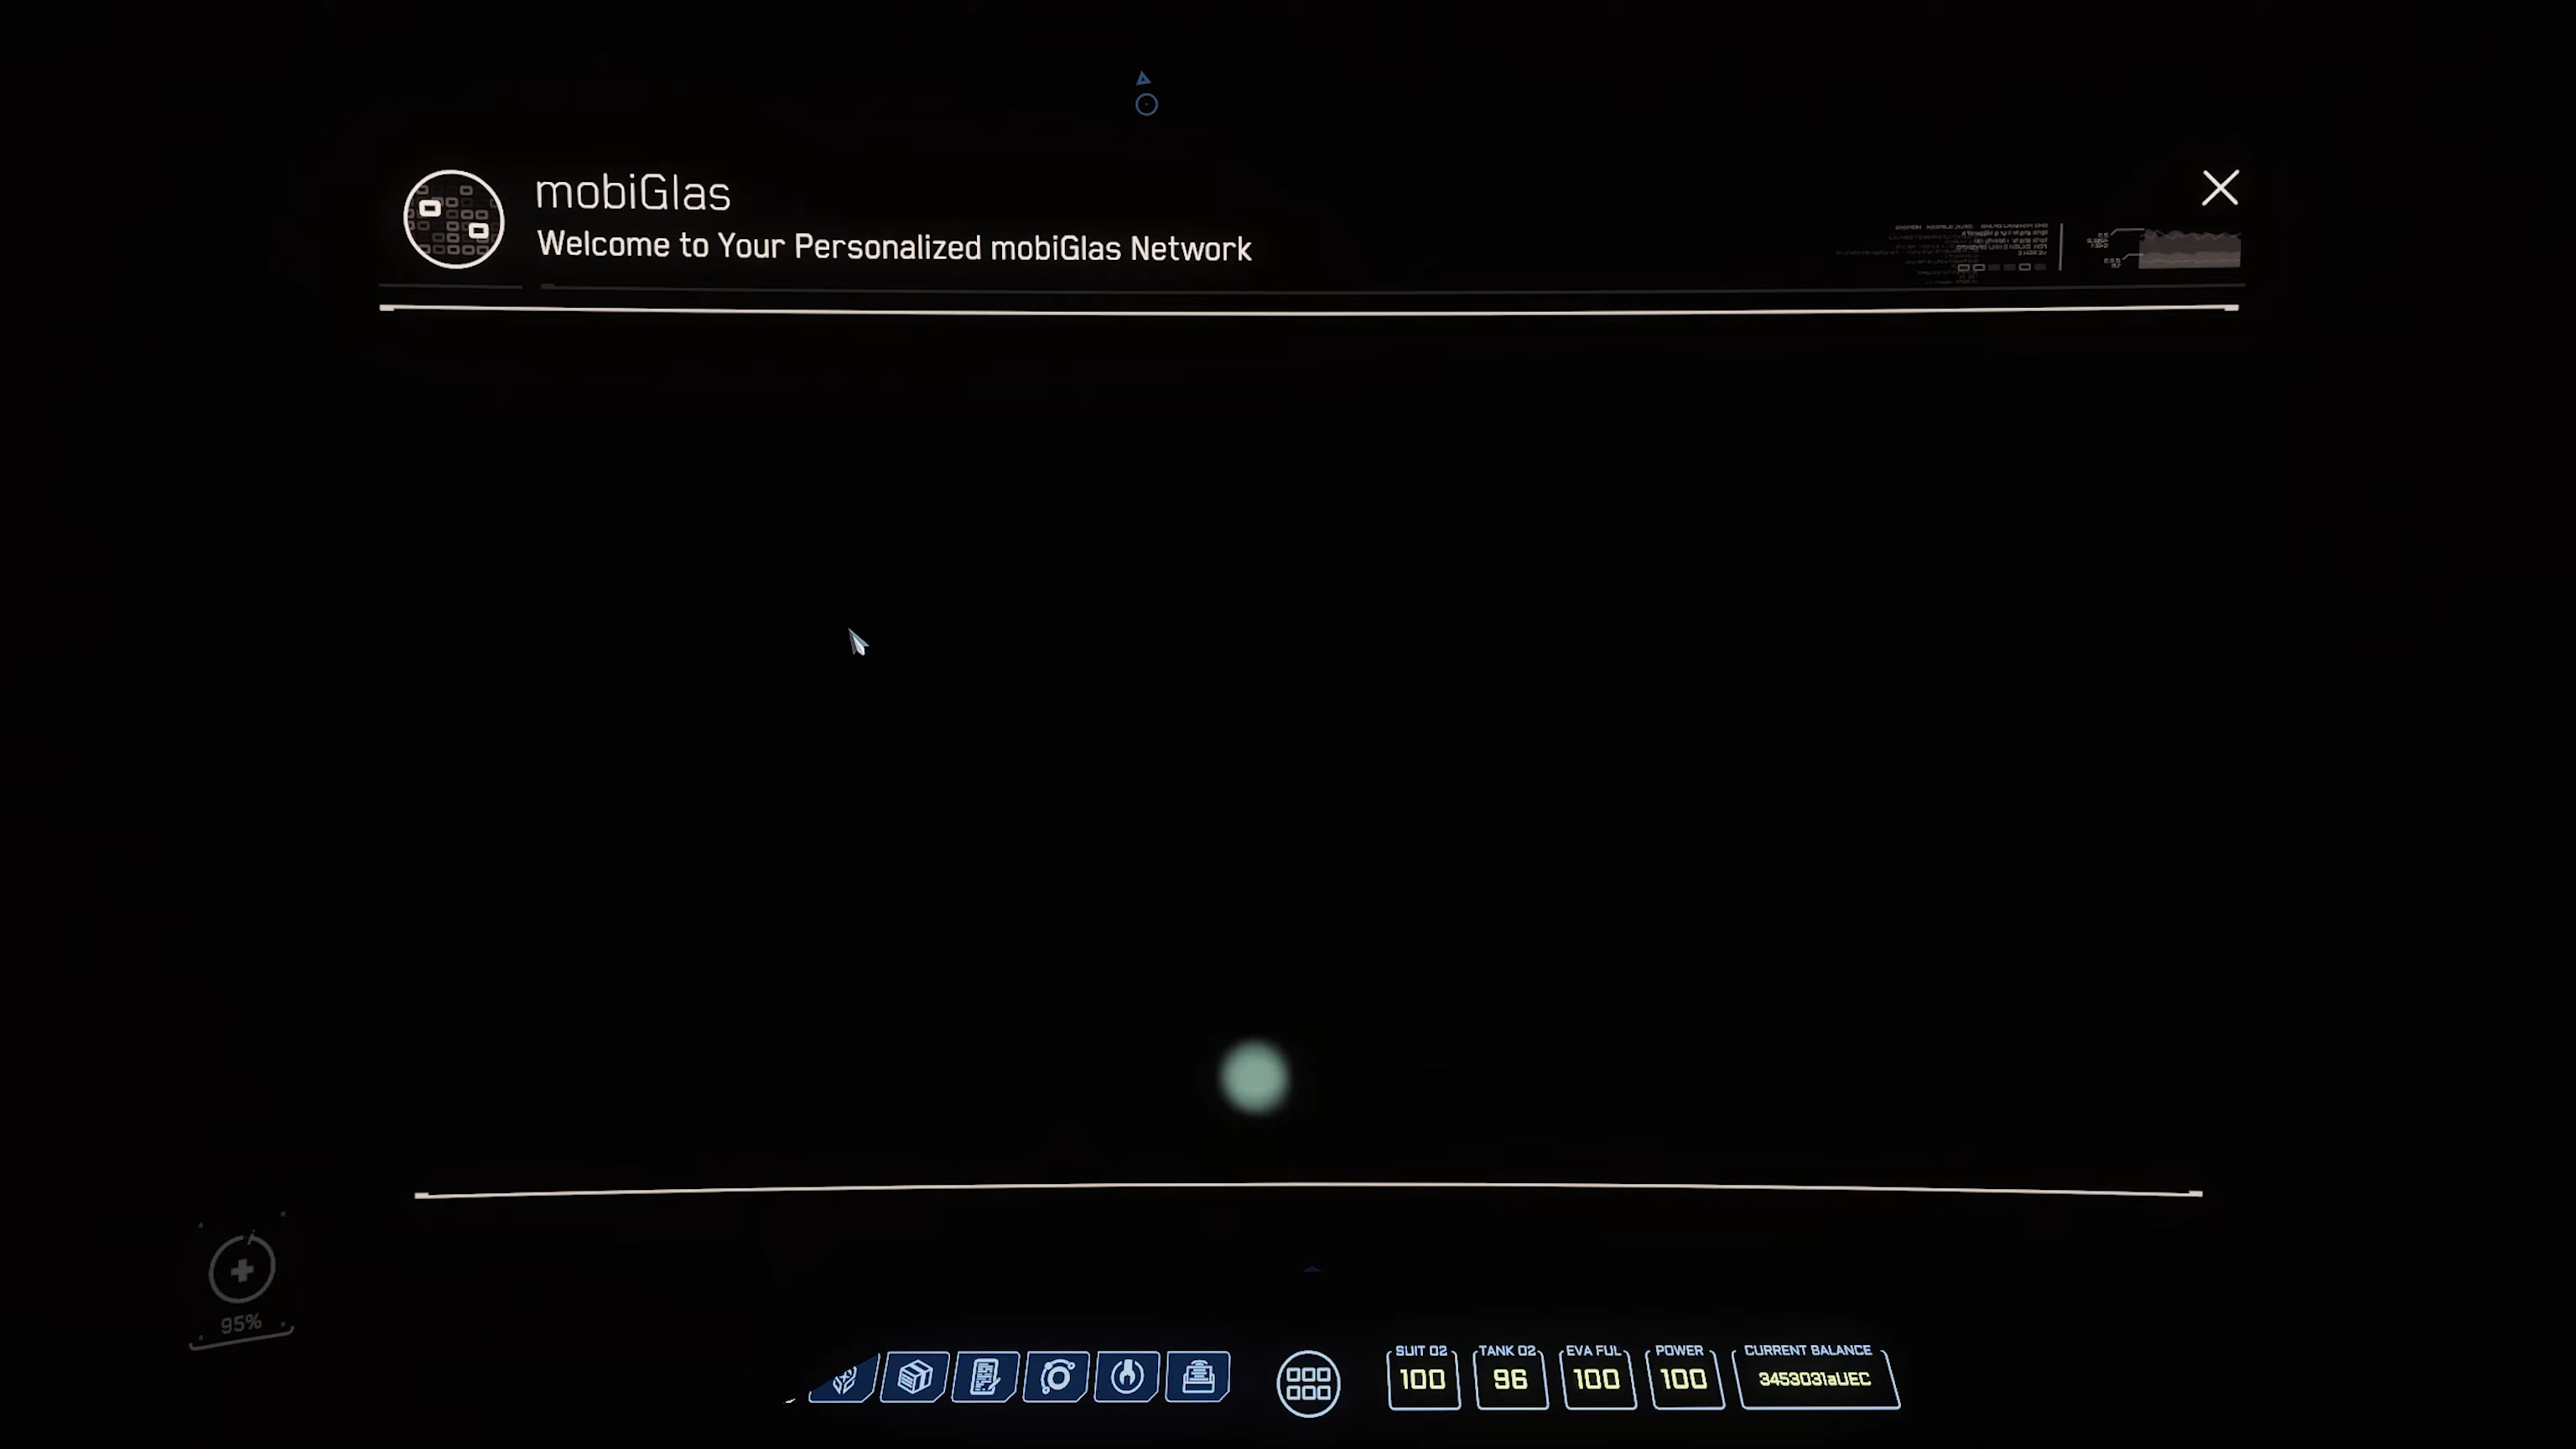 mobiGlas
Welcome to Your Personalized mobiGlas Network
95%
SUIT O2 TANK O2 EVA FUL POWER CURRENT BALANCE
100 96 100 100 3453031aUEC